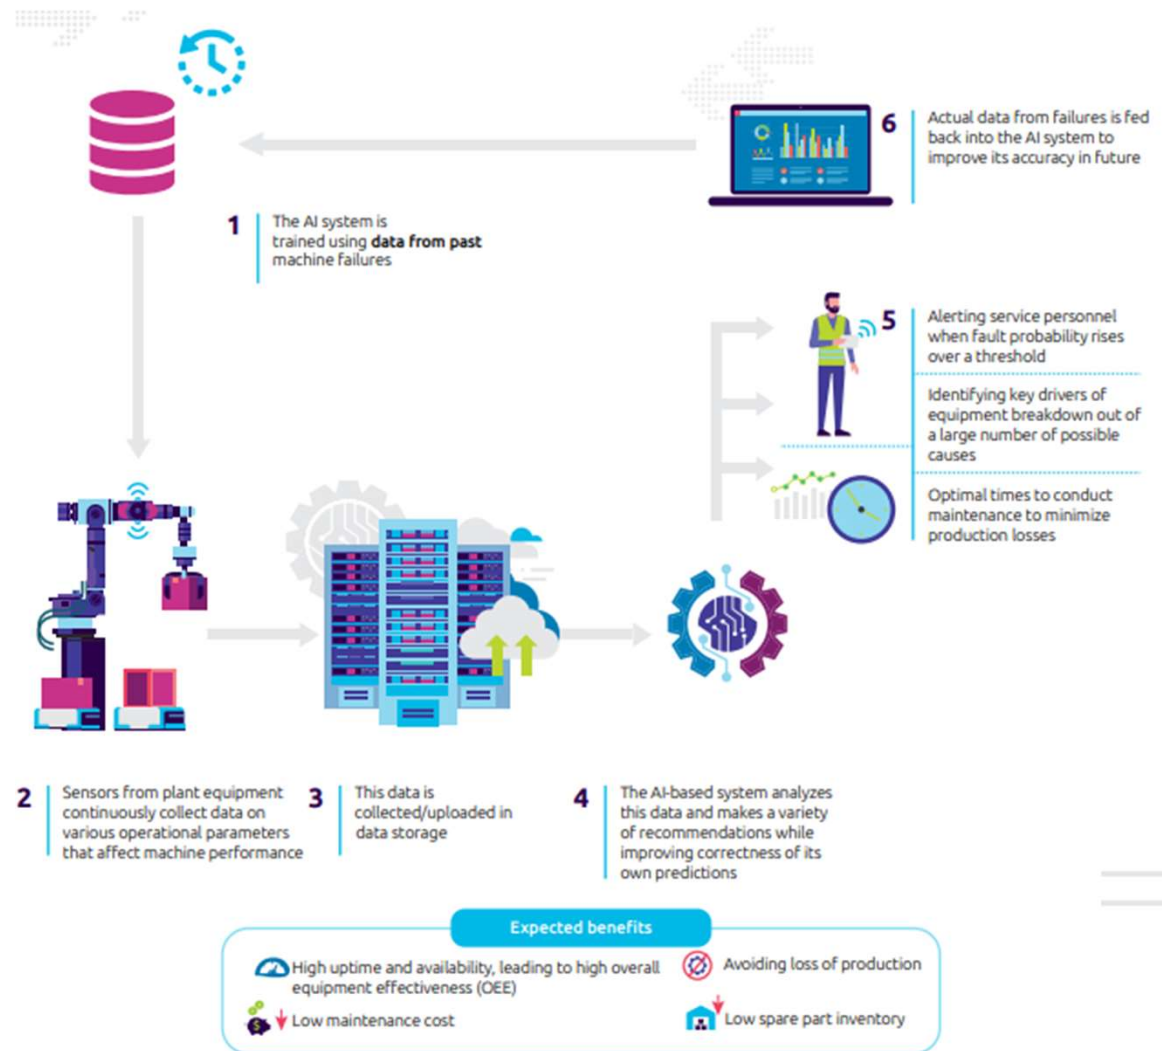 1
The AI system is
trained using data from past
machine failures
6
Actual data from failures is fed
back into the AI system to
improve its accuracy in future
5
Alerting service personnel
when fault probability rises
over a threshold
Identifying key drivers of
equipment breakdown out of
a large number of possible
causes
Optimal times to conduct
maintenance to minimize
production losses
2
Sensors from plant equipment
continuously collect data on
various operational parameters
that affect machine performance
3
This data is
collected/uploaded in
data storage
4
The AI-based system analyzes
this data and makes a variety
of recommendations while
improving correctness of its
own predictions
Expected benefits
High uptime and availability, leading to high overall
equipment effectiveness (OEE)
Avoiding loss of production
$
Low maintenance cost
Low spare part inventory